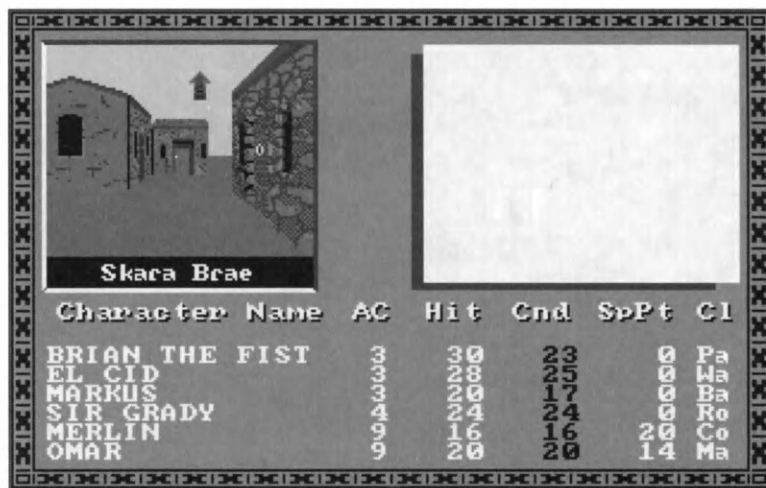 Skara Brae
Character Name AC Hit Cnd SpPt Cl
BRIAN THE FIST 3 30 23 0 Pa
EL CID 3 28 25 0 Wa
MARKUS 3 20 17 0 Ba
SIR GRADY 4 24 24 0 Ro
MERLIN 9 16 16 20 Co
OMAR 9 20 20 14 Ma